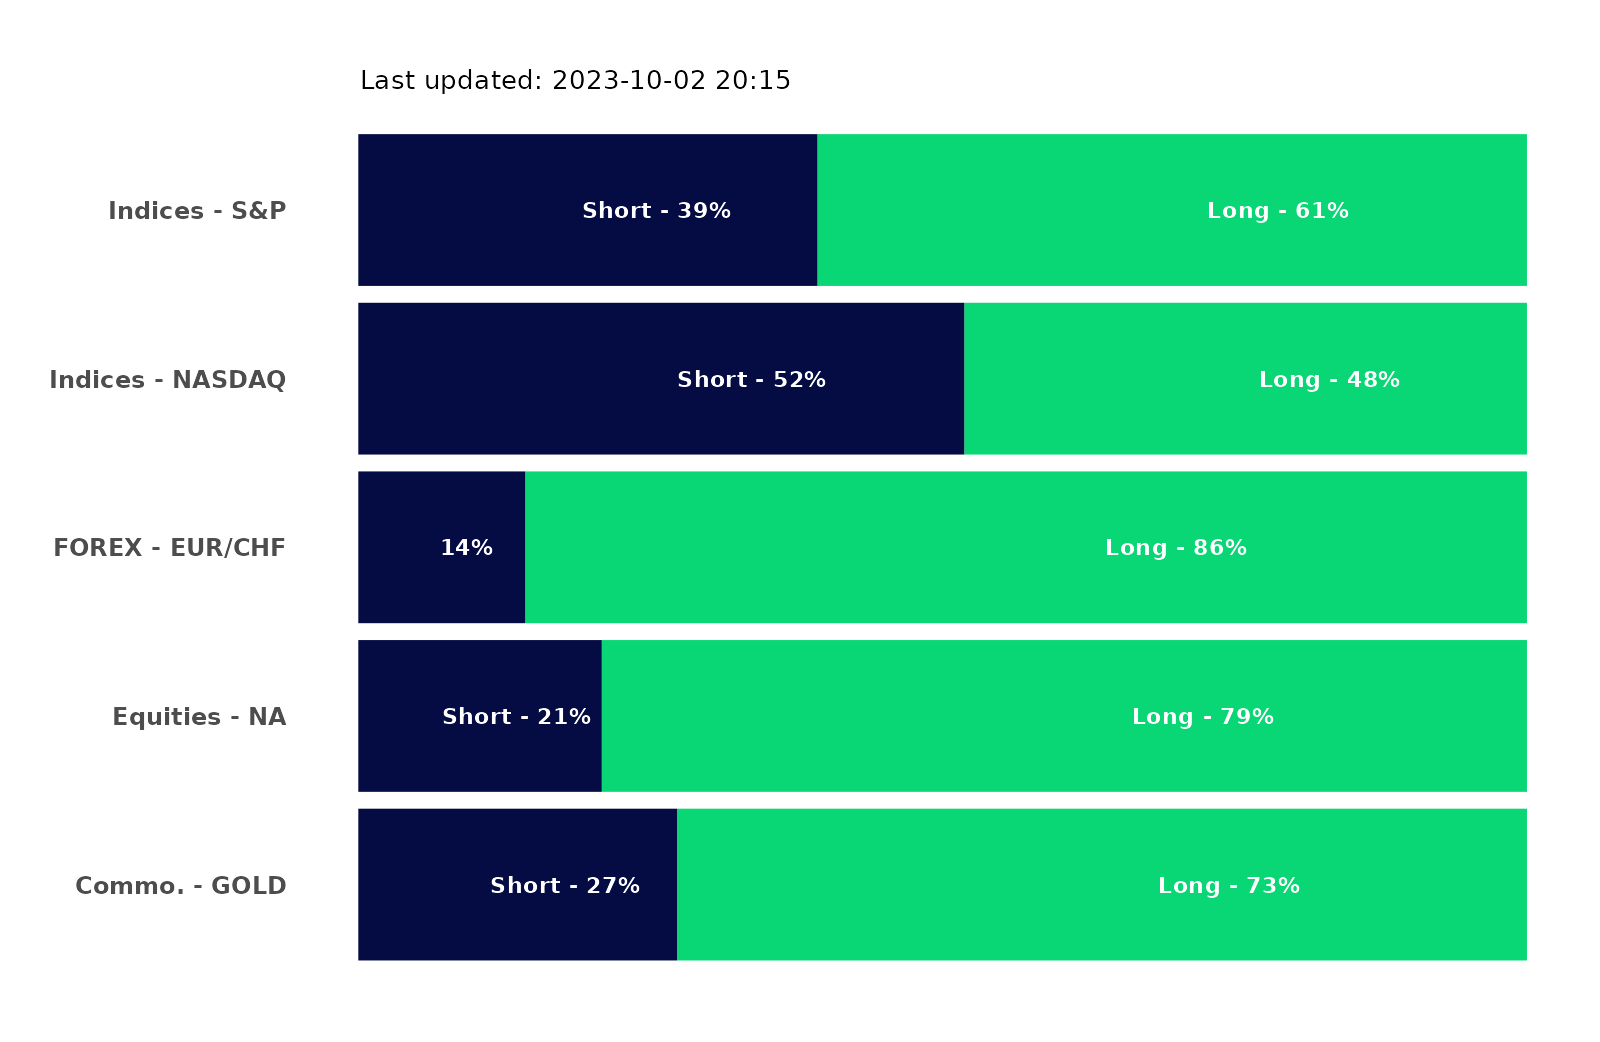 Last updated: 2023-10-02 20:15
Indices - S&P Short - 39% Long - 61%
Indices - NASDAQ Short - 52% Long - 48%
FOREX - EUR/CHF 14% Long - 86%
Equities - NA Short - 21% Long - 79%
Commo. - GOLD Short - 27% Long - 73%